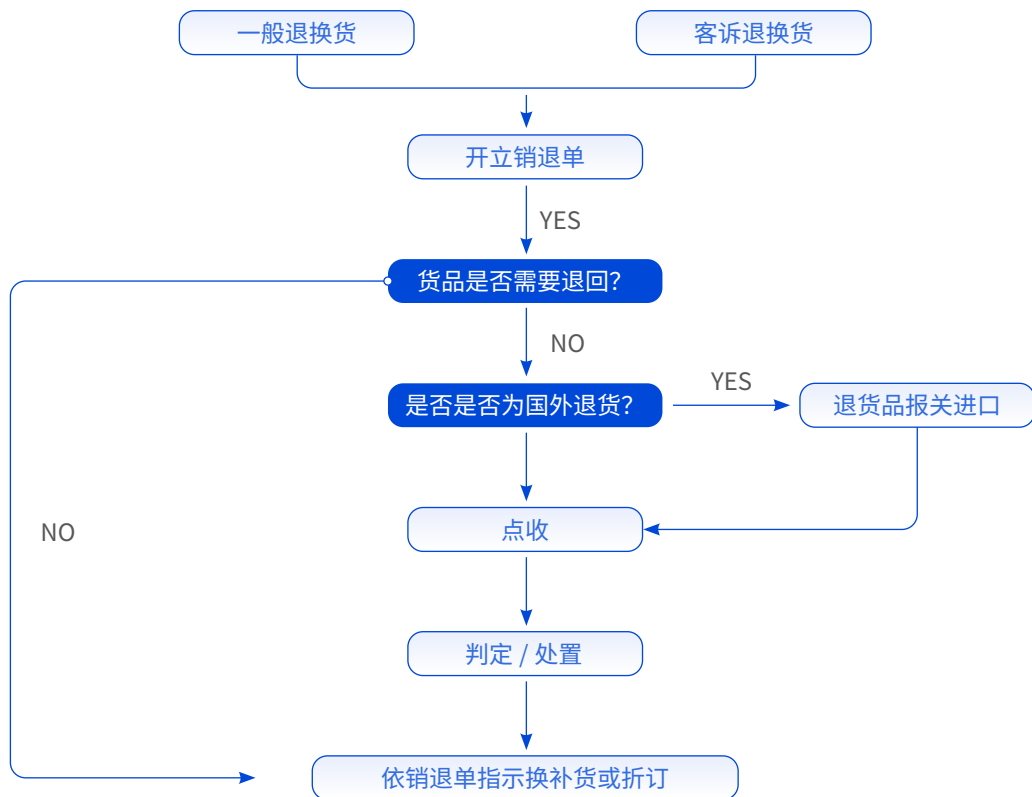 一般退换货
客诉退换货
开立销退单
YES
货品是否需要退回?
NO
是否是否为国外退货?
YES
退货品报关进口
点收
NO
判定 / 处置
依销退单指示换补货或折订